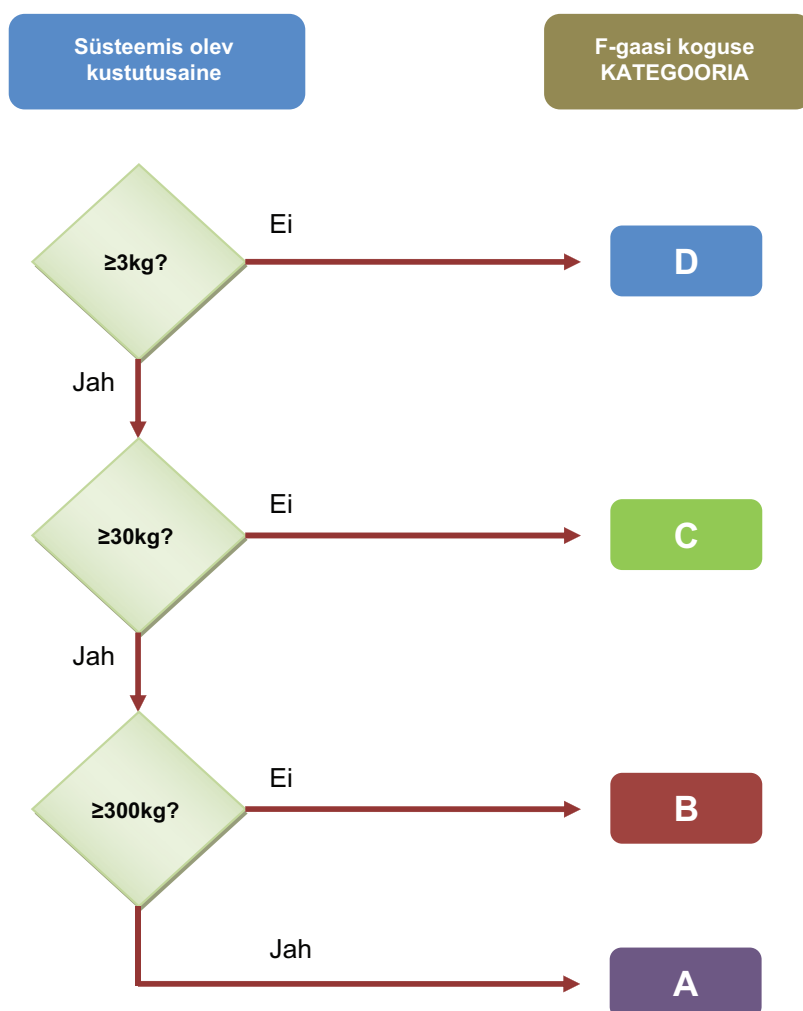 Süsteemis olev
kustutusaine
F-gaasi koguse
KATEGOORIA
≥3kg?
Ei
D
Jah
≥30kg?
Ei
C
Jah
≥300kg?
Ei
B
Jah
A